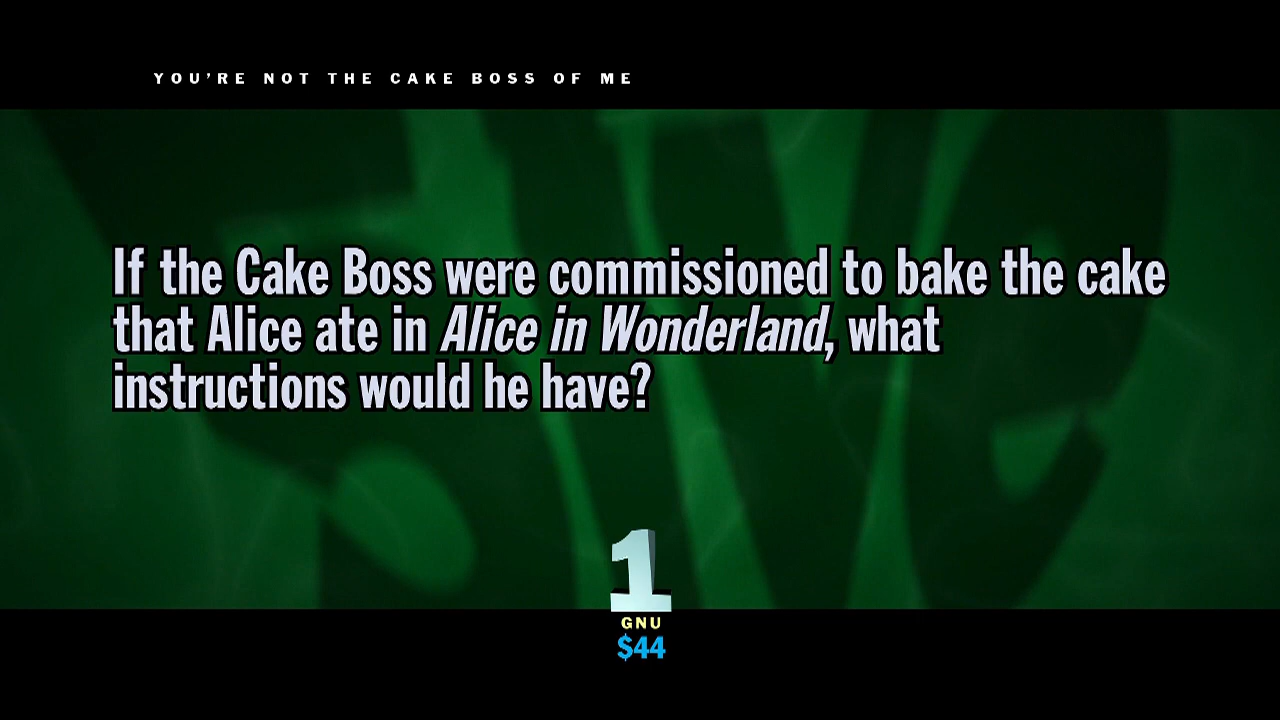 YOU'RE NOT THE CAKE BOSS OF ME
If the Cake Boss were commissioned to bake the cake
that Alice ate in Alice in Wonderland, what
instructions would he have?
1
GNU
$44